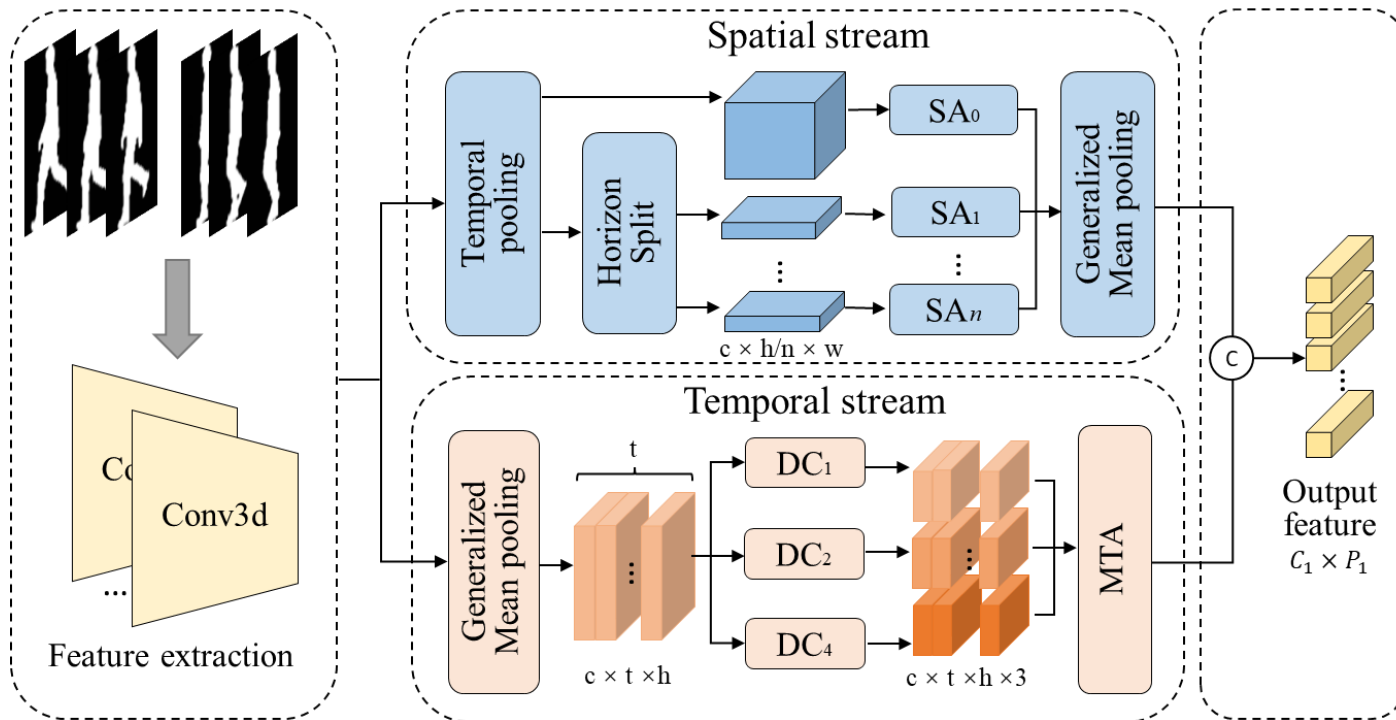 Spatial stream
Temporal
pooling
Horizon
Split
SA₀
SA₁
SAn
Generalized
Mean pooling
...
...
c × h/n × w
Conv3d
Co
...
Feature extraction
Temporal stream
Generalized
Mean pooling
t
...
c × t ×h
DC₁
DC₂
DC₄
...
c × t ×h ×3
MTA
C
...
Output
feature
C₁ × P₁